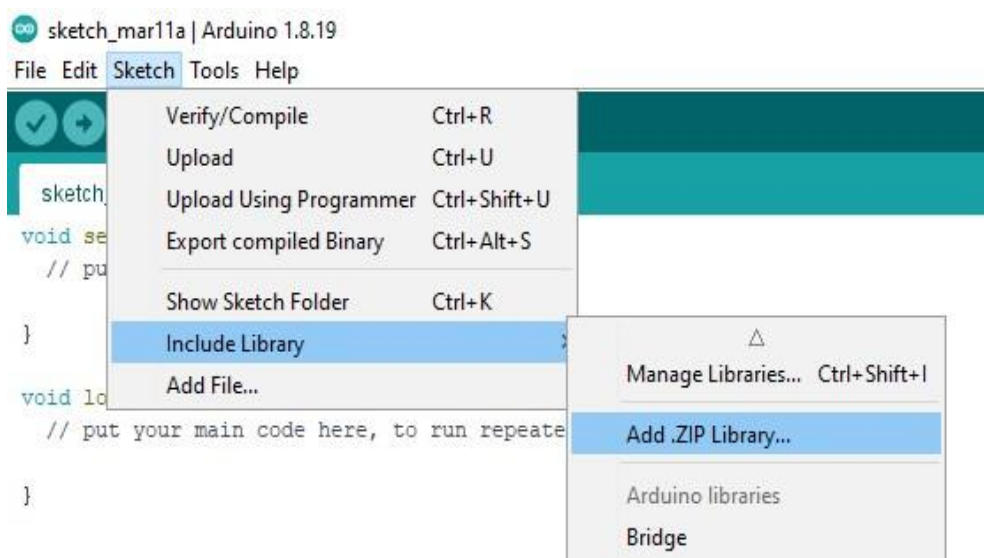 sketch_mar11a | Arduino 1.8.19
File Edit Sketch Tools Help
Verify/Compile Ctrl+R
Upload Ctrl+U
Upload Using Programmer Ctrl+Shift+U
Export compiled Binary Ctrl+Alt+S
Show Sketch Folder Ctrl+K
Include Library
Add File...
Manage Libraries... Ctrl+Shift+I
Add .ZIP Library...
Arduino libraries
Bridge
sketch_
void se
// pu
}
void lo
// put your main code here, to run repeate
}